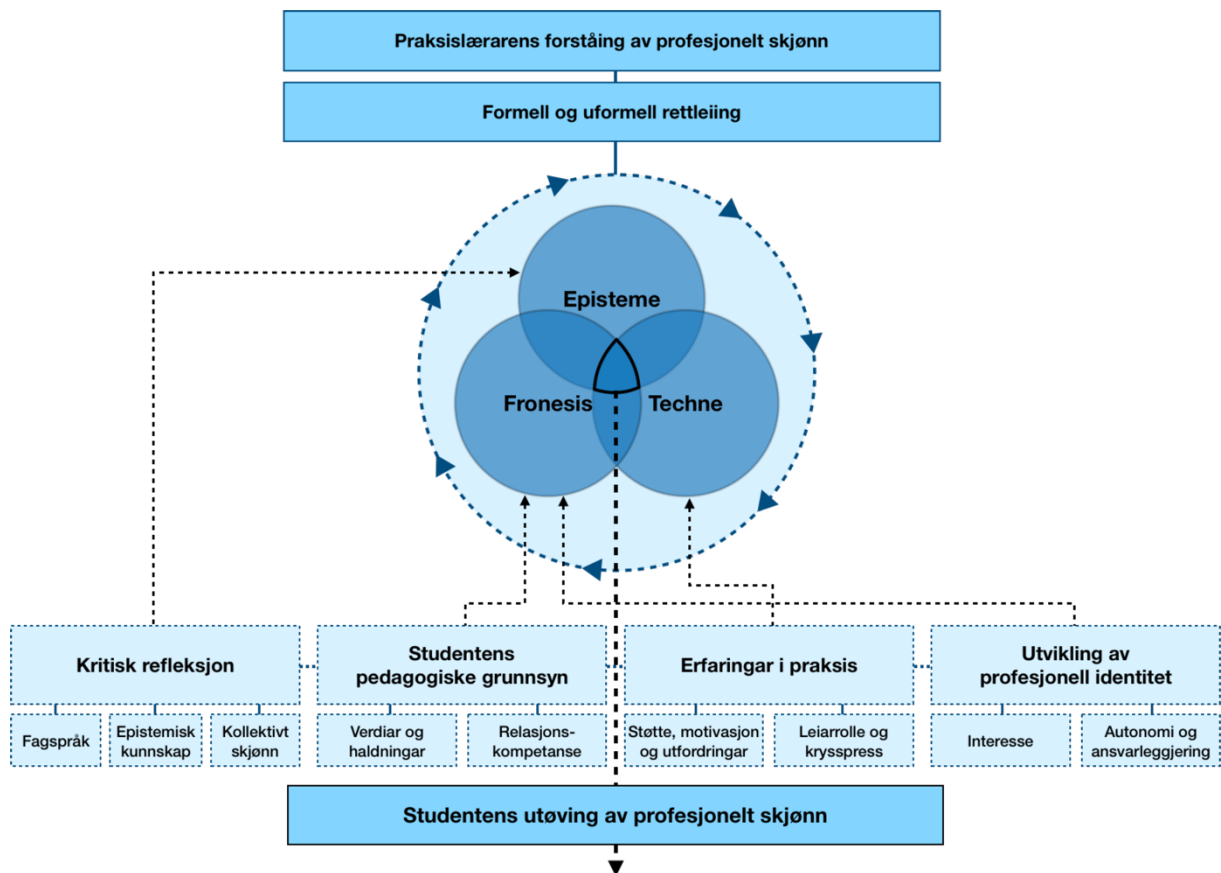 Praksislærarens forståing av profesjonelt skjønn
Formell og uformell rettleiing
Episteme
Fronesis
Techne
Kritisk refleksjon
Studentens
pedagogiske grunnsyn
Erfaringar i praksis
Utvikling av
profesjonell identitet
Fagspråk
Epistemisk
kunnskap
Kollektivt
skjønn
Verdiar og
haldningar
Relasjons-
kompetanse
Støtte, motivasjon
og utfordringar
Leiarrolle og
krysspress
Interesse
Autonomi og
ansvarleggjering
Studentens utøving av profesjonelt skjønn